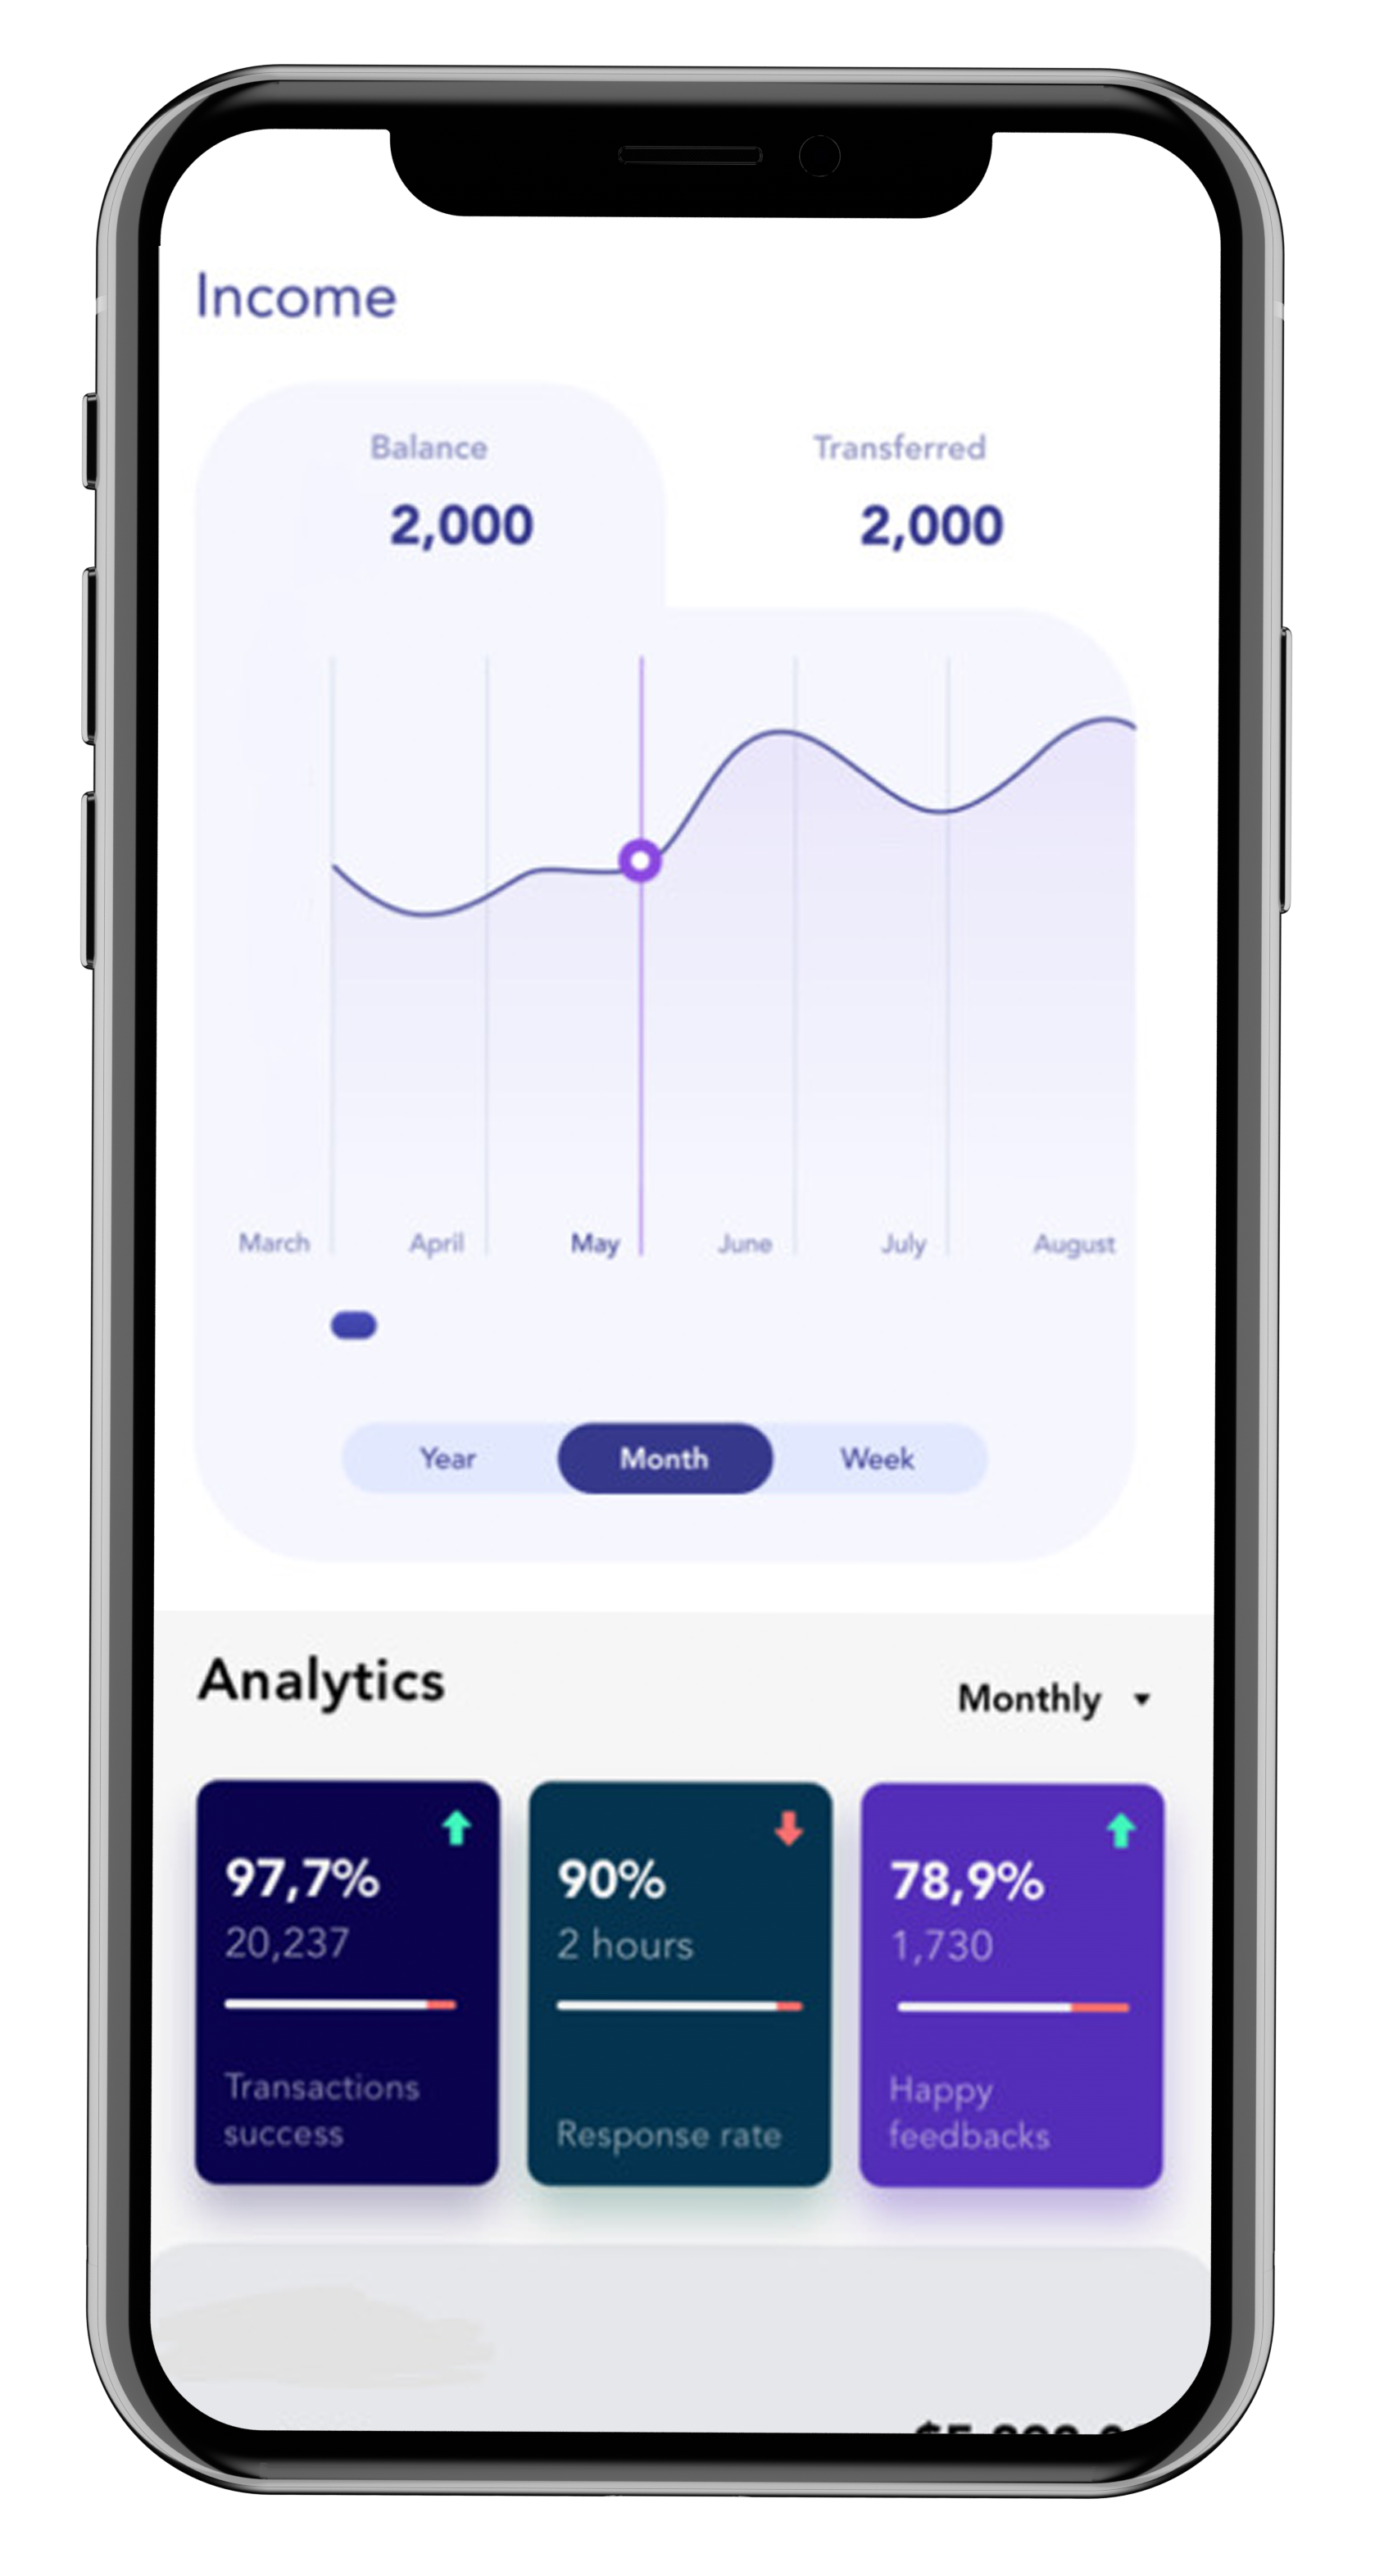 Income
Balance
Transferred
2,000
2,000
March April May June July August
Year Month Week
Analytics
Monthly
97,7%
20,237
Transactions
success
90%
2 hours
Response rate
78,9%
1,730
Happy
feedbacks